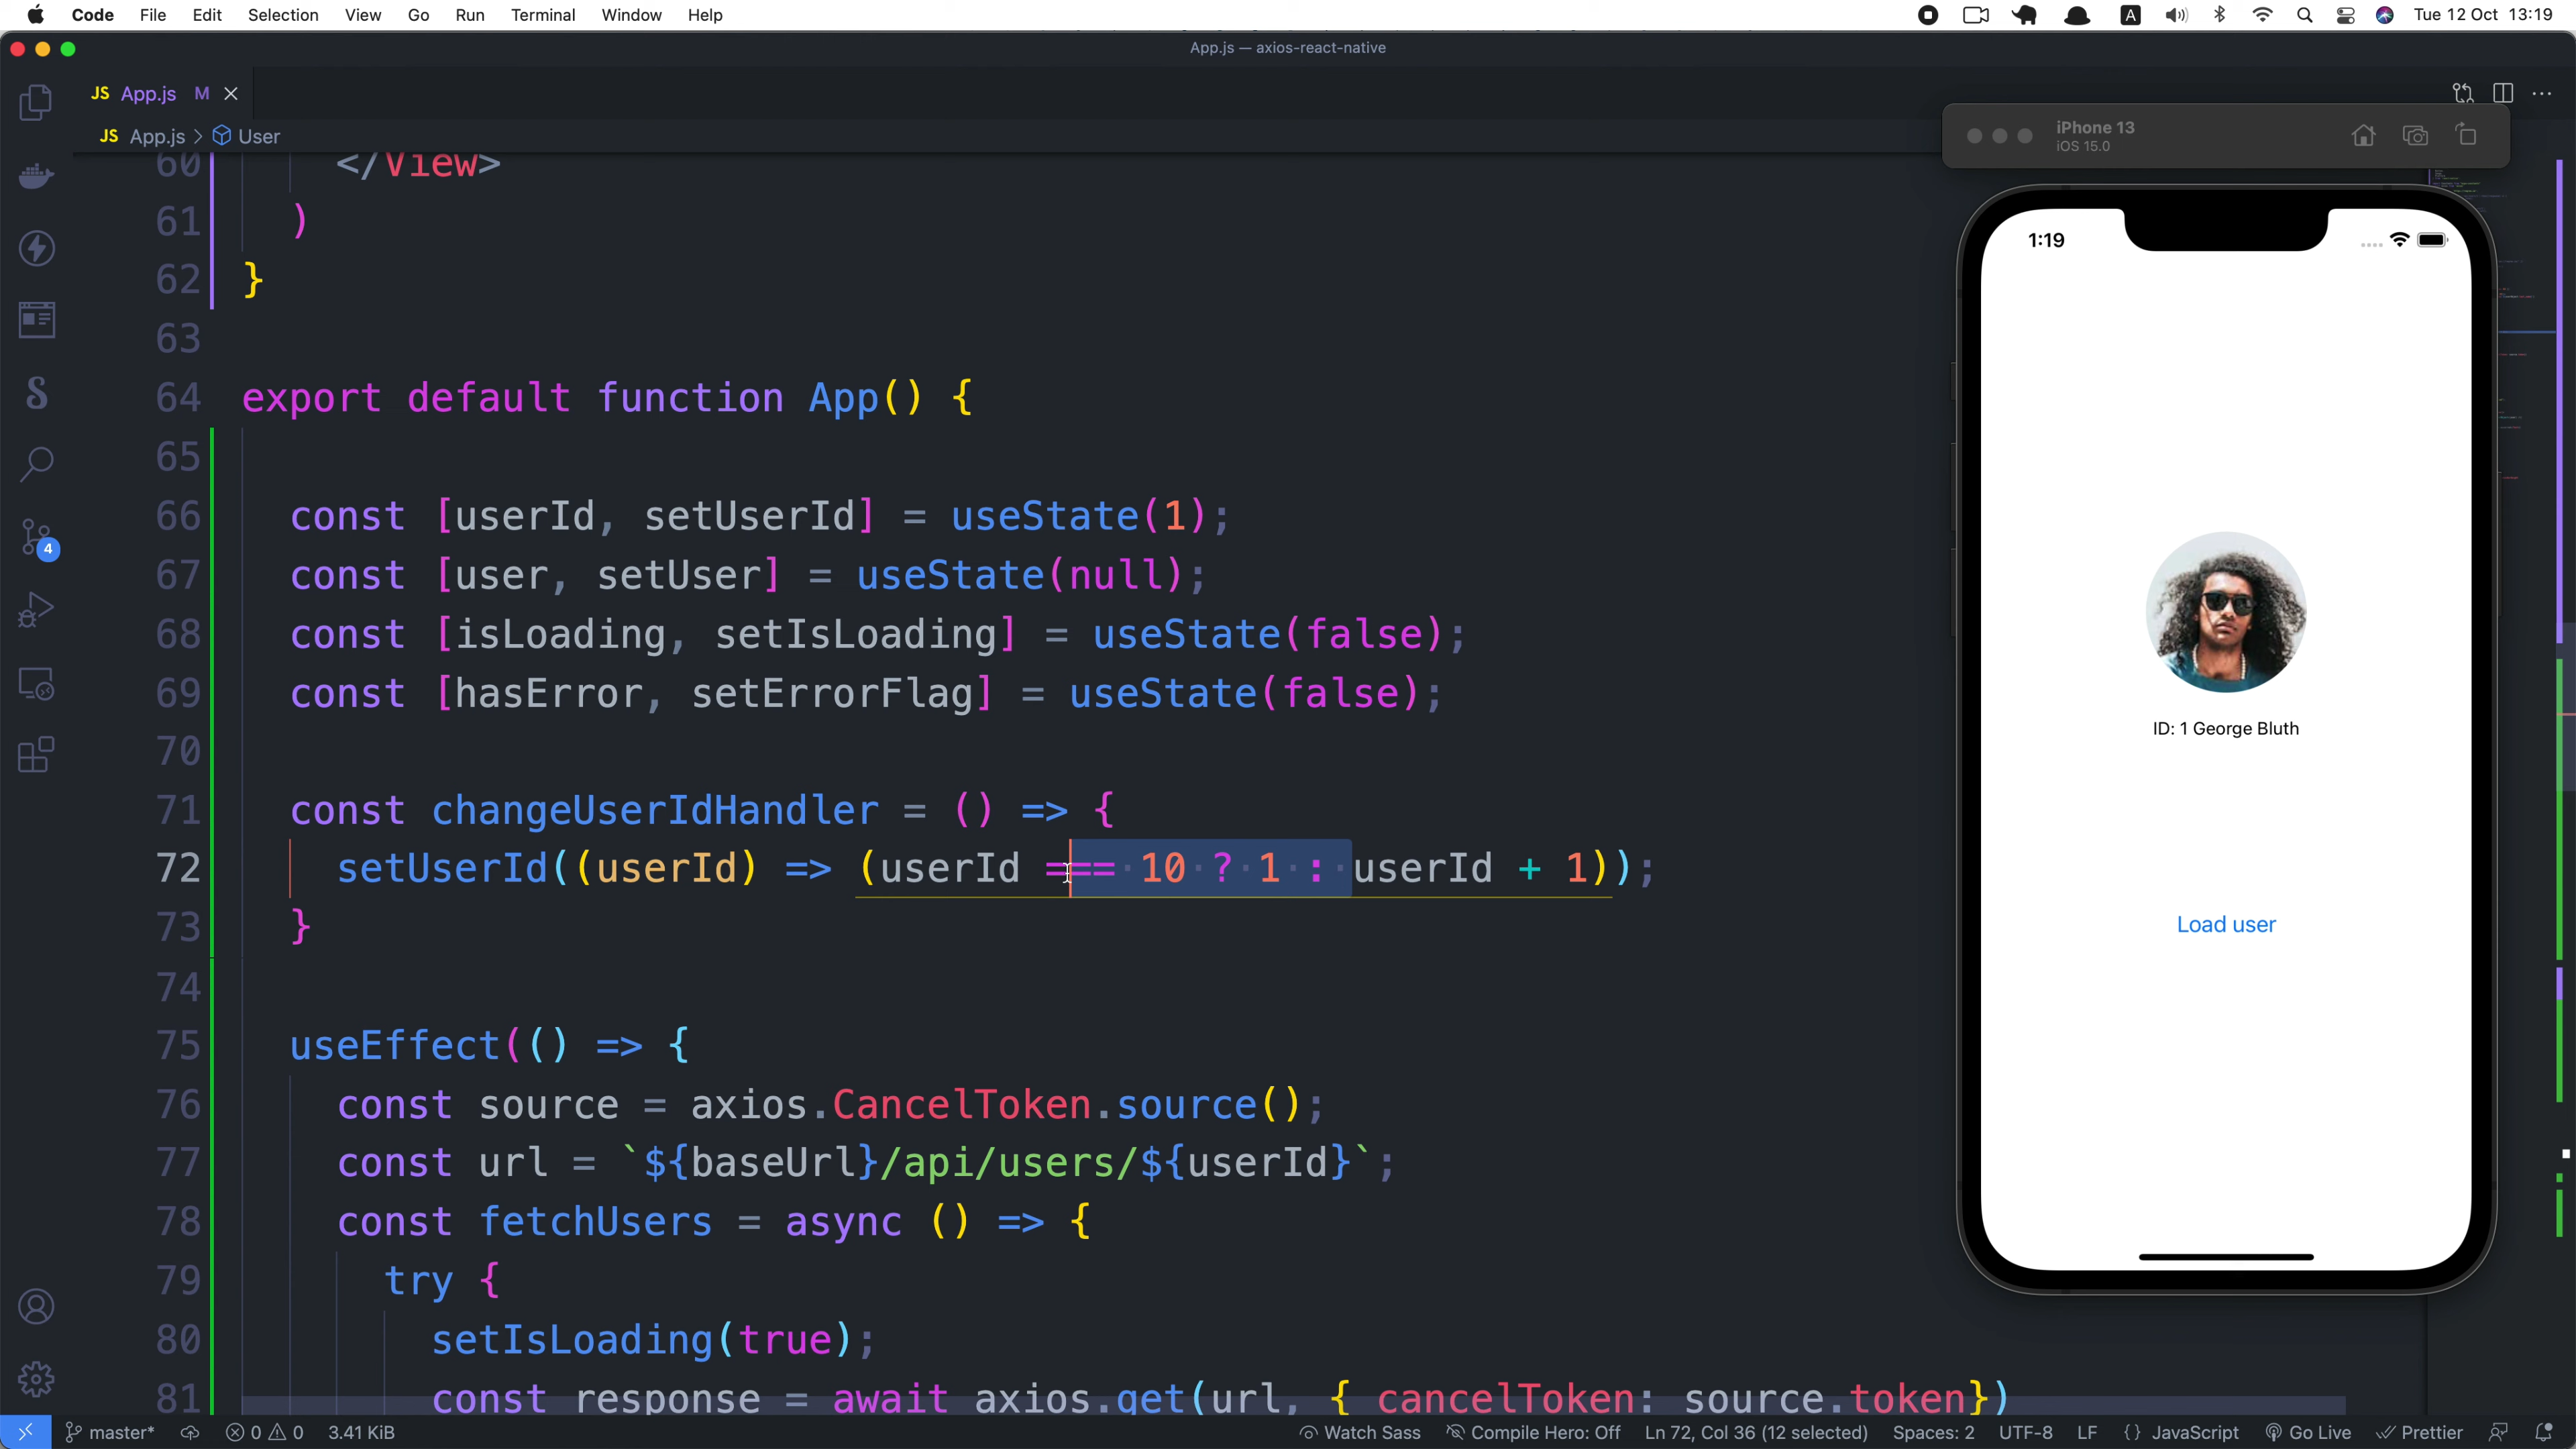 Code File Edit Selection View Go Run Terminal Window Help
A
Tue 12 Oct 13:19
App.js — axios-react-native
JS App.js M
JS App.js > User
iPhone 13
iOS 15.0
1:19
60 </View>
61 )
62 }
63
64 export default function App() {
65
66 const [userId, setUserId] = useState(1);
67 const [user, setUser] = useState(null);
68 const [isLoading, setIsLoading] = useState(false);
69 const [hasError, setErrorFlag] = useState(false);
70
71 const changeUserIdHandler = () => {
72 setUserId((userId) => (userId === 10 ? 1 : userId + 1));
73 }
74
75 useEffect(() => {
76 const source = axios.CancelToken.source();
77 const url = `${baseUrl}/api/users/${userId}`;
78 const fetchUsers = async () => {
79 try {
80 setIsLoading(true);
81 const response = await axios.get(url, { cancelToken: source.token})
4
ID: 1 George Bluth
Load user
master* 0 0 3.41 KiB Watch Sass Compile Hero: Off Ln 72, Col 36 (12 selected) Spaces: 2 UTF-8 LF {} JavaScript Go Live Prettier